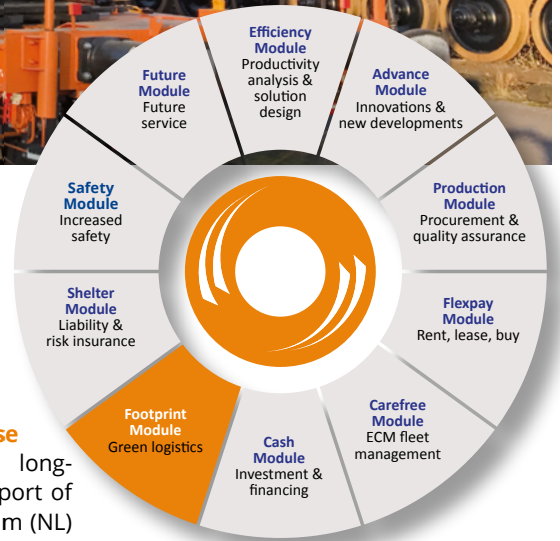 Efficiency
Module
Productivity
analysis &
solution
design
Advance
Module
Innovations &
new developments
Production
Module
Procurement &
quality assurance
Flexpay
Module
Rent, lease, buy
Carefree
Module
ECM fleet
management
Cash
Module
Investment &
financing
Footprint
Module
Green logistics
Shelter
Module
Liability &
risk insurance
Safety
Module
Increased
safety
Future
Module
Future
service
long-
of
(NL)